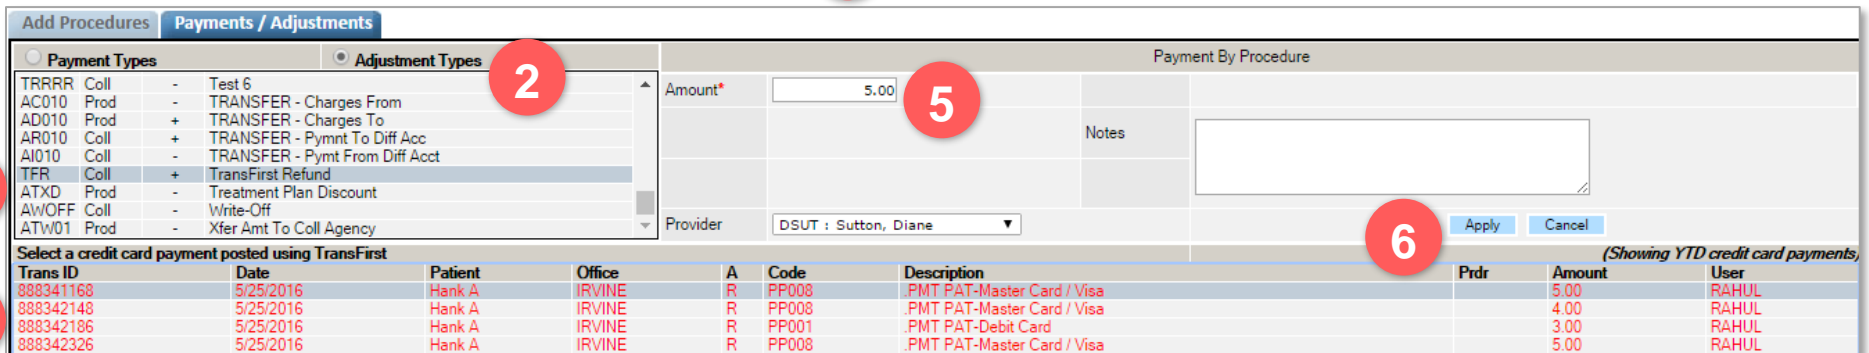 Add Procedures Payments / Adjustments
Payment Types Adjustment Types 2 Payment By Procedure
TRRRR Coll - Test 6
AC010 Prod - TRANSFER - Charges From
AD010 Prod + TRANSFER - Charges To
AR010 Coll + TRANSFER - Pymnt To Diff Acc
AI010 Coll - TRANSFER - Pymt From Diff Acct
TFR Coll + TransFirst Refund
ATXD Prod - Treatment Plan Discount
AWOFF Coll - Write-Off
ATW01 Prod - Xfer Amt To Coll Agency
Amount* 5.00 5
Notes
Provider DSUT : Sutton, Diane
6 Apply Cancel
Select a credit card payment posted using TransFirst (Showing YTD credit card payments)
Trans ID Date Patient Office A Code Description Prdr Amount User
888341168 5/25/2016 Hank A IRVINE R PP008 .PMT PAT-Master Card / Visa 5.00 RAHUL
888342148 5/25/2016 Hank A IRVINE R PP008 .PMT PAT-Master Card / Visa 4.00 RAHUL
888342186 5/25/2016 Hank A IRVINE R PP001 .PMT PAT-Debit Card 3.00 RAHUL
888342326 5/25/2016 Hank A IRVINE R PP008 .PMT PAT-Master Card / Visa 5.00 RAHUL